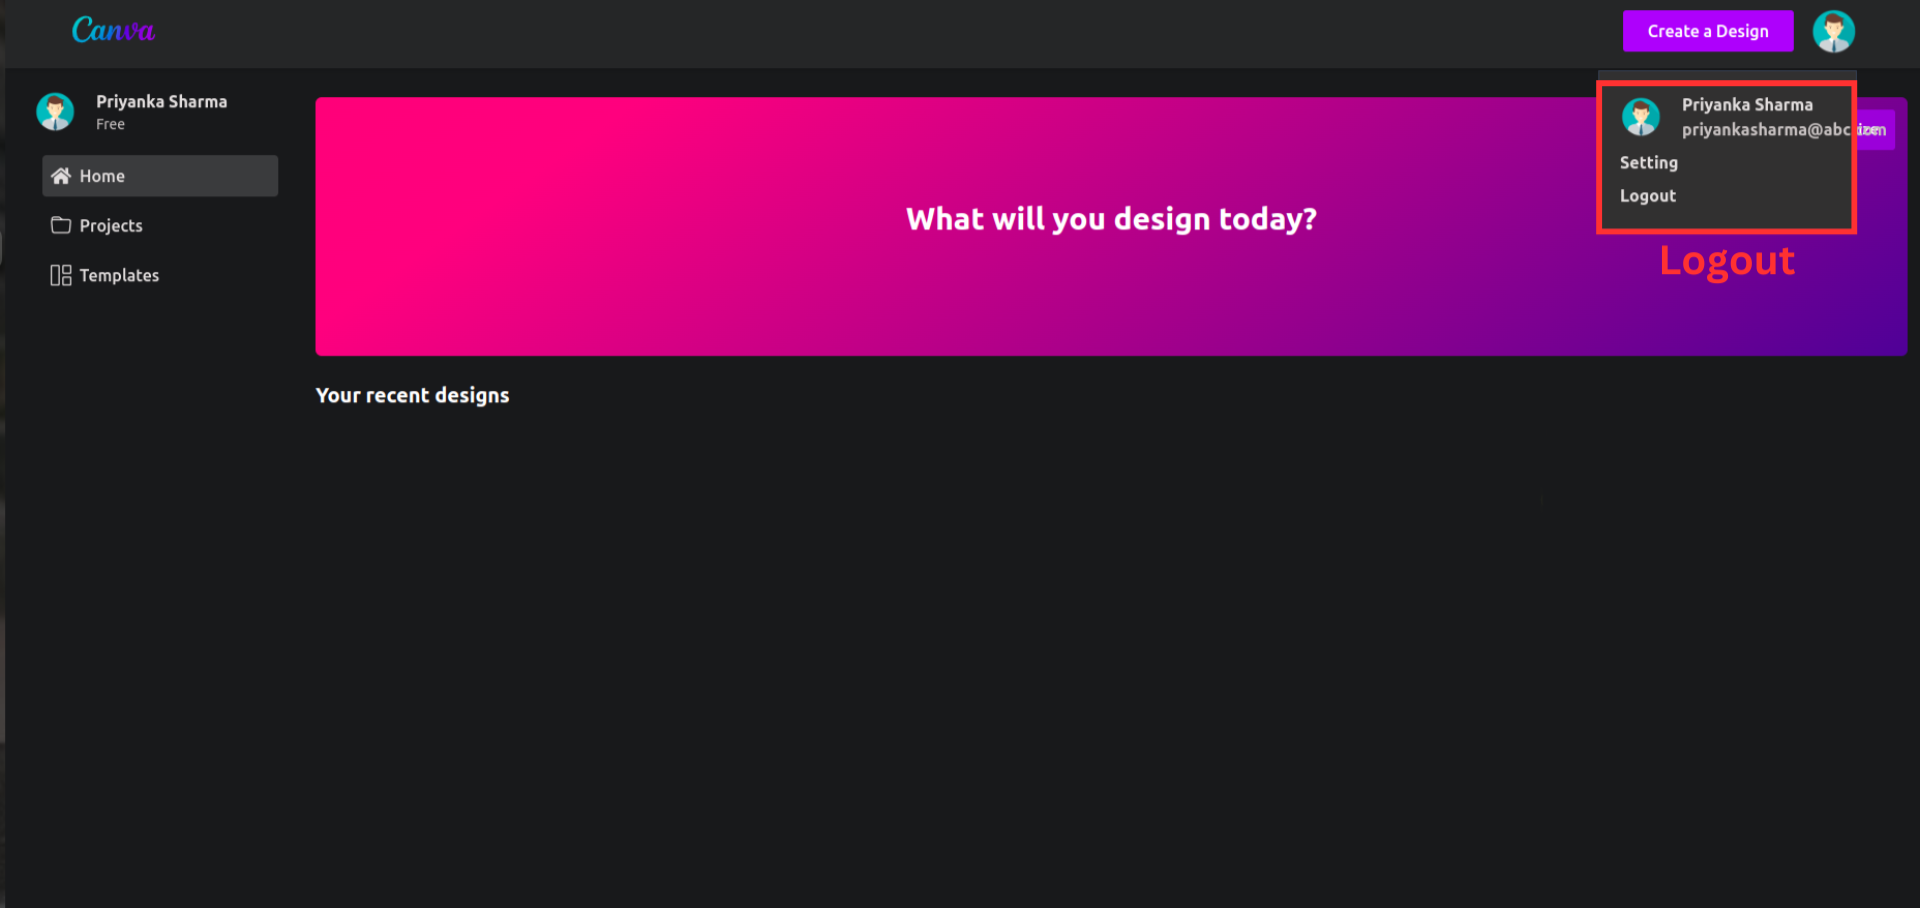 Canva
Create a Design
Priyanka Sharma
Free
Home
Projects
Templates
What will you design today?
Priyanka Sharma
priyankasharma@abc
Setting
Logout
Logout
Your recent designs